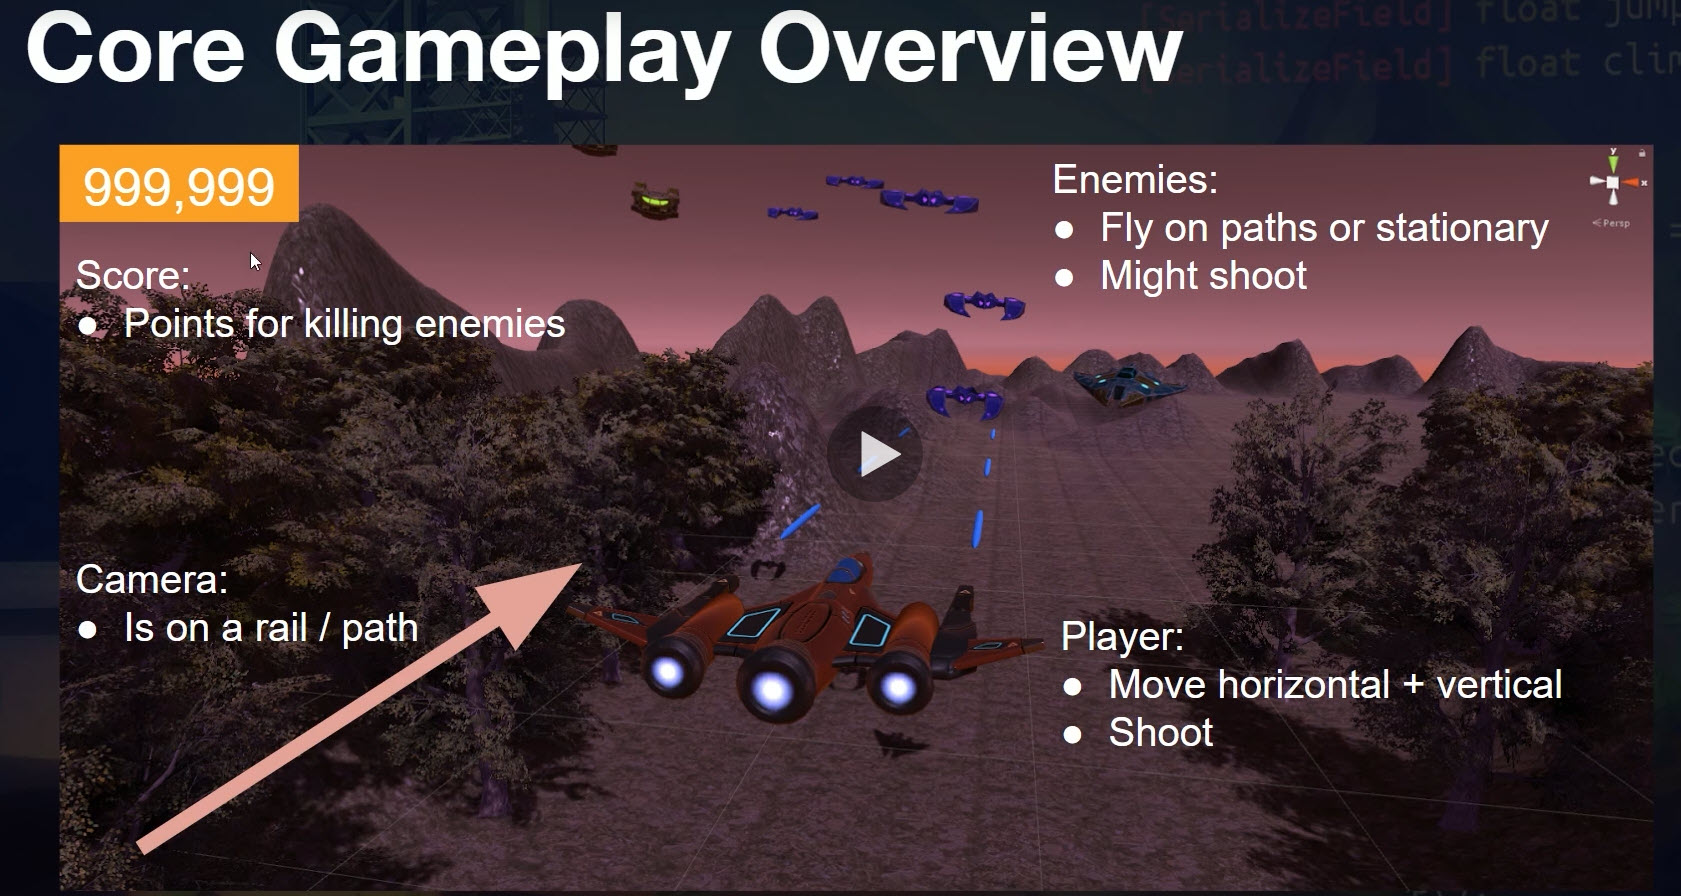 Core Gameplay Overview
[SerializeField] float jump
SerializeField] float clim
999,999
Score:
● Points for killing enemies
Enemies:
● Fly on paths or stationary
● Might shoot
y
x
Persp
Camera:
● Is on a rail / path
Player:
● Move horizontal + vertical
● Shoot